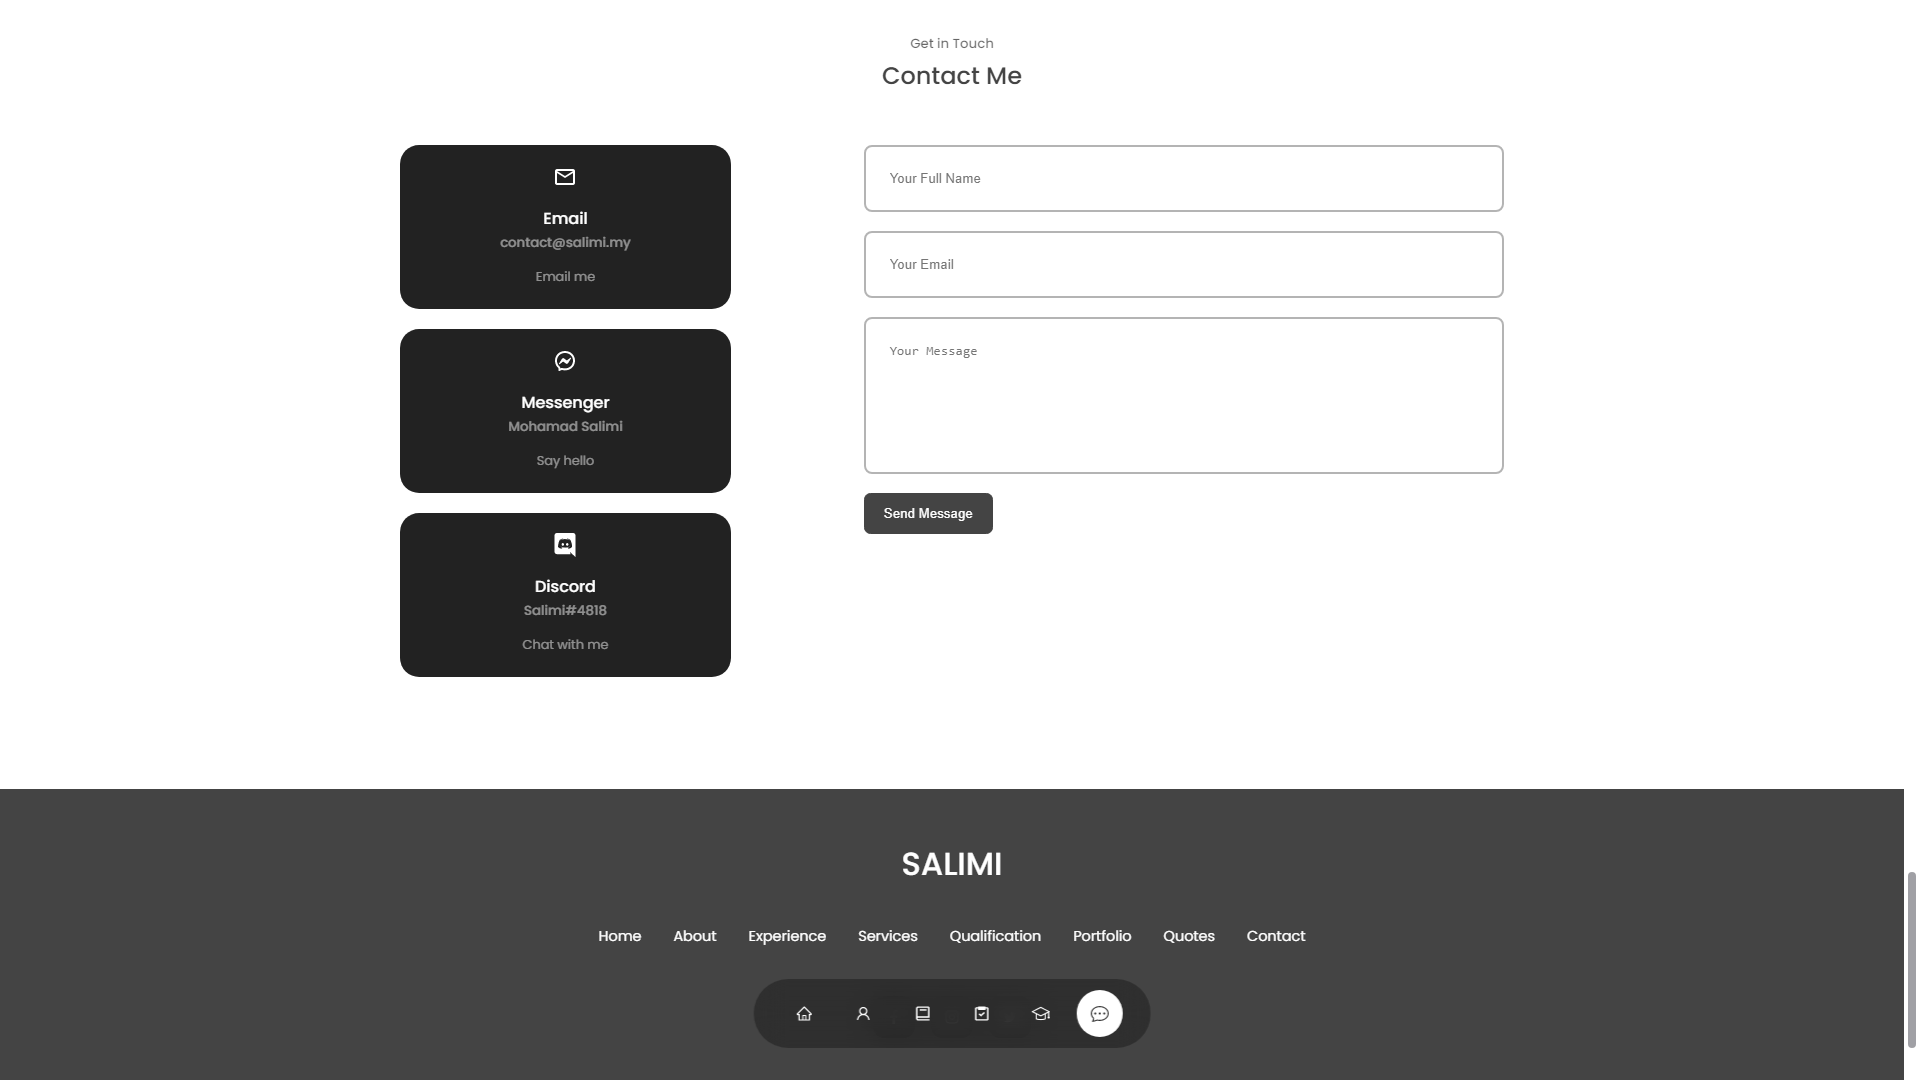 Get in Touch
Contact Me
Email
contact@salimi.my
Email me
Messenger
Mohamad Salimi
Say hello
Discord
Salimi#4818
Chat with me
Your Full Name
Your Email
Your Message
Send Message
SALIMI
Home About Experience Services Qualification Portfolio Quotes Contact